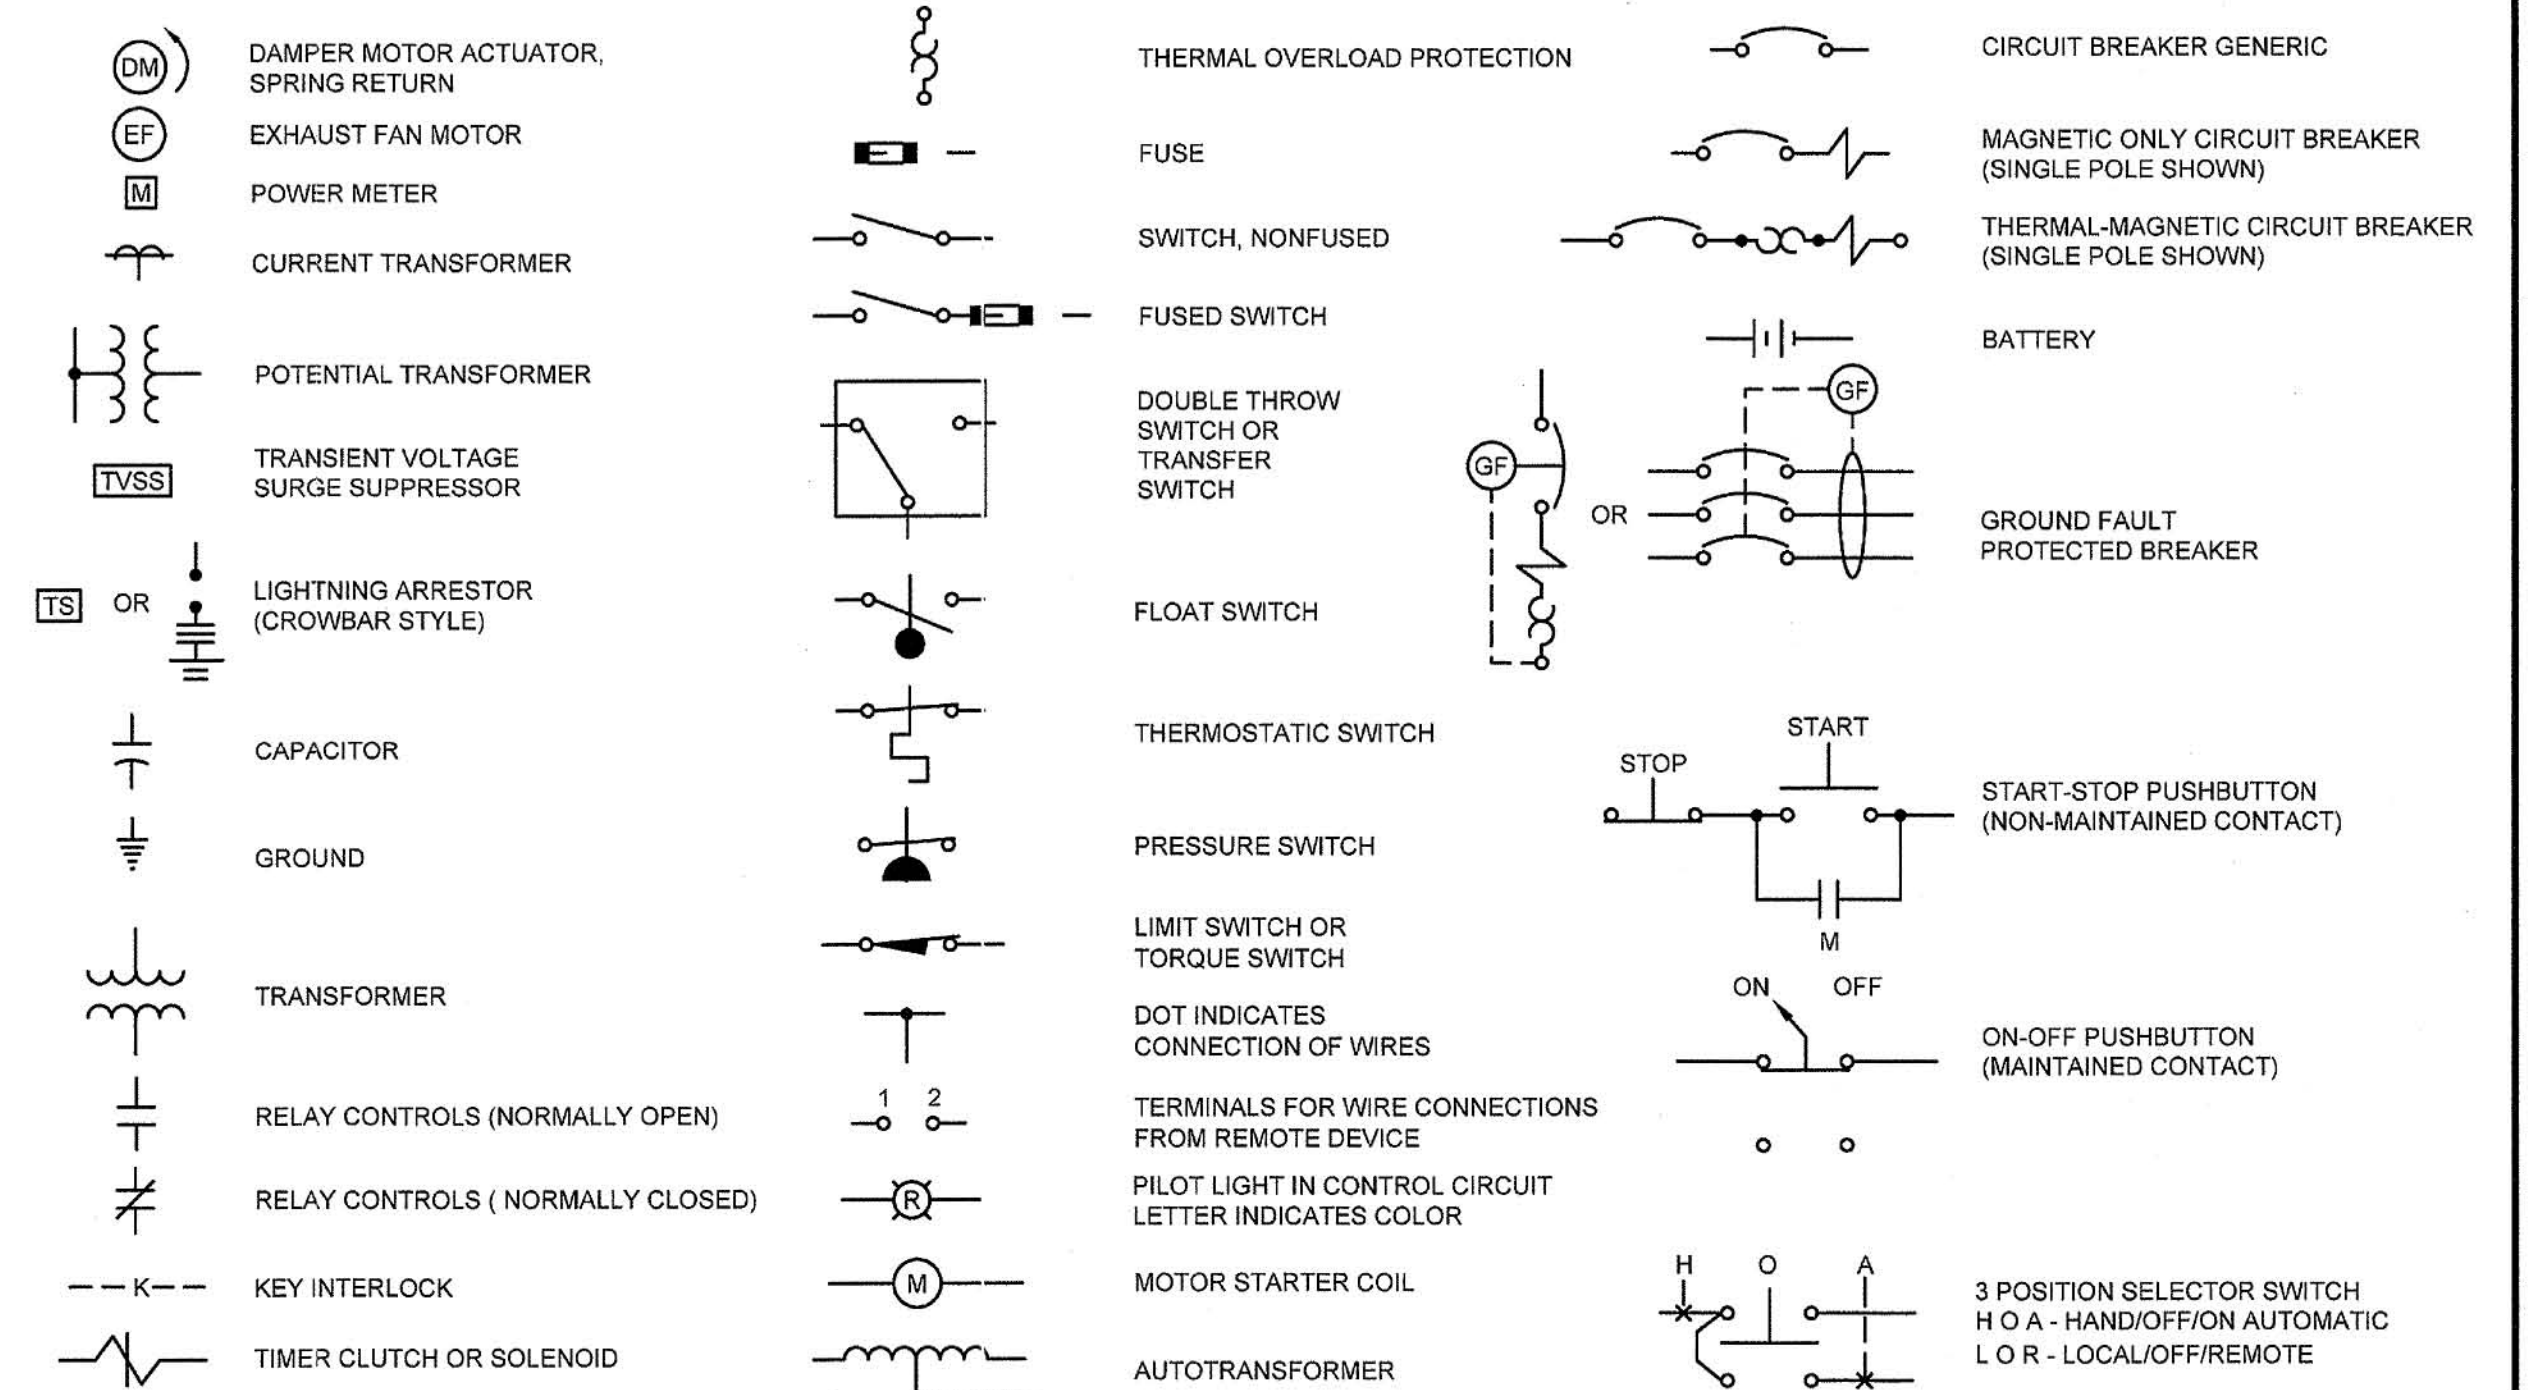 DM
DAMPER MOTOR ACTUATOR,
SPRING RETURN
EF
EXHAUST FAN MOTOR
M
POWER METER
CURRENT TRANSFORMER
POTENTIAL TRANSFORMER
TVSS
TRANSIENT VOLTAGE
SURGE SUPPRESSOR
TS OR
LIGHTNING ARRESTOR
(CROWBAR STYLE)
CAPACITOR
GROUND
TRANSFORMER
RELAY CONTROLS (NORMALLY OPEN)
RELAY CONTROLS ( NORMALLY CLOSED)
K
KEY INTERLOCK
TIMER CLUTCH OR SOLENOID
THERMAL OVERLOAD PROTECTION
FUSE
SWITCH, NONFUSED
FUSED SWITCH
DOUBLE THROW
SWITCH OR
TRANSFER
SWITCH
FLOAT SWITCH
THERMOSTATIC SWITCH
PRESSURE SWITCH
LIMIT SWITCH OR
TORQUE SWITCH
DOT INDICATES
CONNECTION OF WIRES
1 2
TERMINALS FOR WIRE CONNECTIONS
FROM REMOTE DEVICE
R
PILOT LIGHT IN CONTROL CIRCUIT
LETTER INDICATES COLOR
M
MOTOR STARTER COIL
AUTOTRANSFORMER
CIRCUIT BREAKER GENERIC
MAGNETIC ONLY CIRCUIT BREAKER
(SINGLE POLE SHOWN)
THERMAL-MAGNETIC CIRCUIT BREAKER
(SINGLE POLE SHOWN)
BATTERY
GF
GF
OR
GROUND FAULT
PROTECTED BREAKER
START
STOP
START-STOP PUSHBUTTON
(NON-MAINTAINED CONTACT)
M
ON OFF
ON-OFF PUSHBUTTON
(MAINTAINED CONTACT)
H O A
3 POSITION SELECTOR SWITCH
H O A - HAND/OFF/ON AUTOMATIC
L O R - LOCAL/OFF/REMOTE